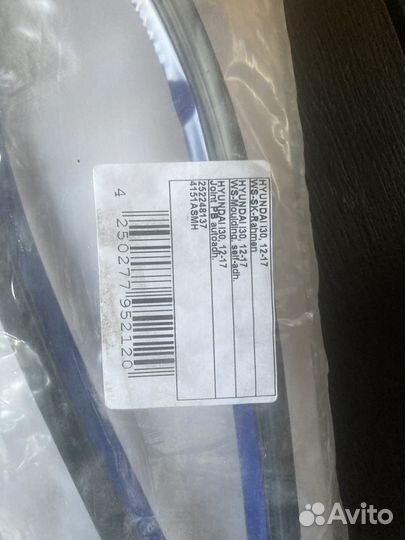 HYUNDAI I30, 12-17
WS-SK-Rahmen
HYUNDAI I30, 12-17
WS-Moulding, self-adh.
HYUNDAI I30, 12-17
Joint PB autoadh.
252248137
4151ASMH
4 250277 952120
Avito